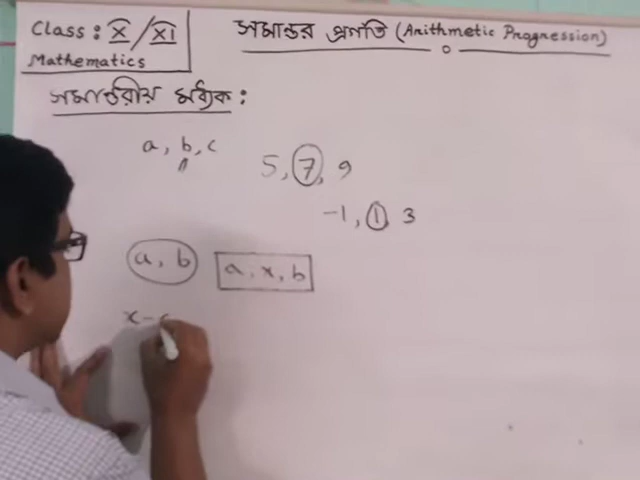 Class: X/XI
Mathematics
সমান্তর প্রগতি (Arithmetic Progression)
সমান্তরীয় মধ্যক:
a, b, c
5, 7, 9
-1, 1, 3
a, b
a, x, b
x-